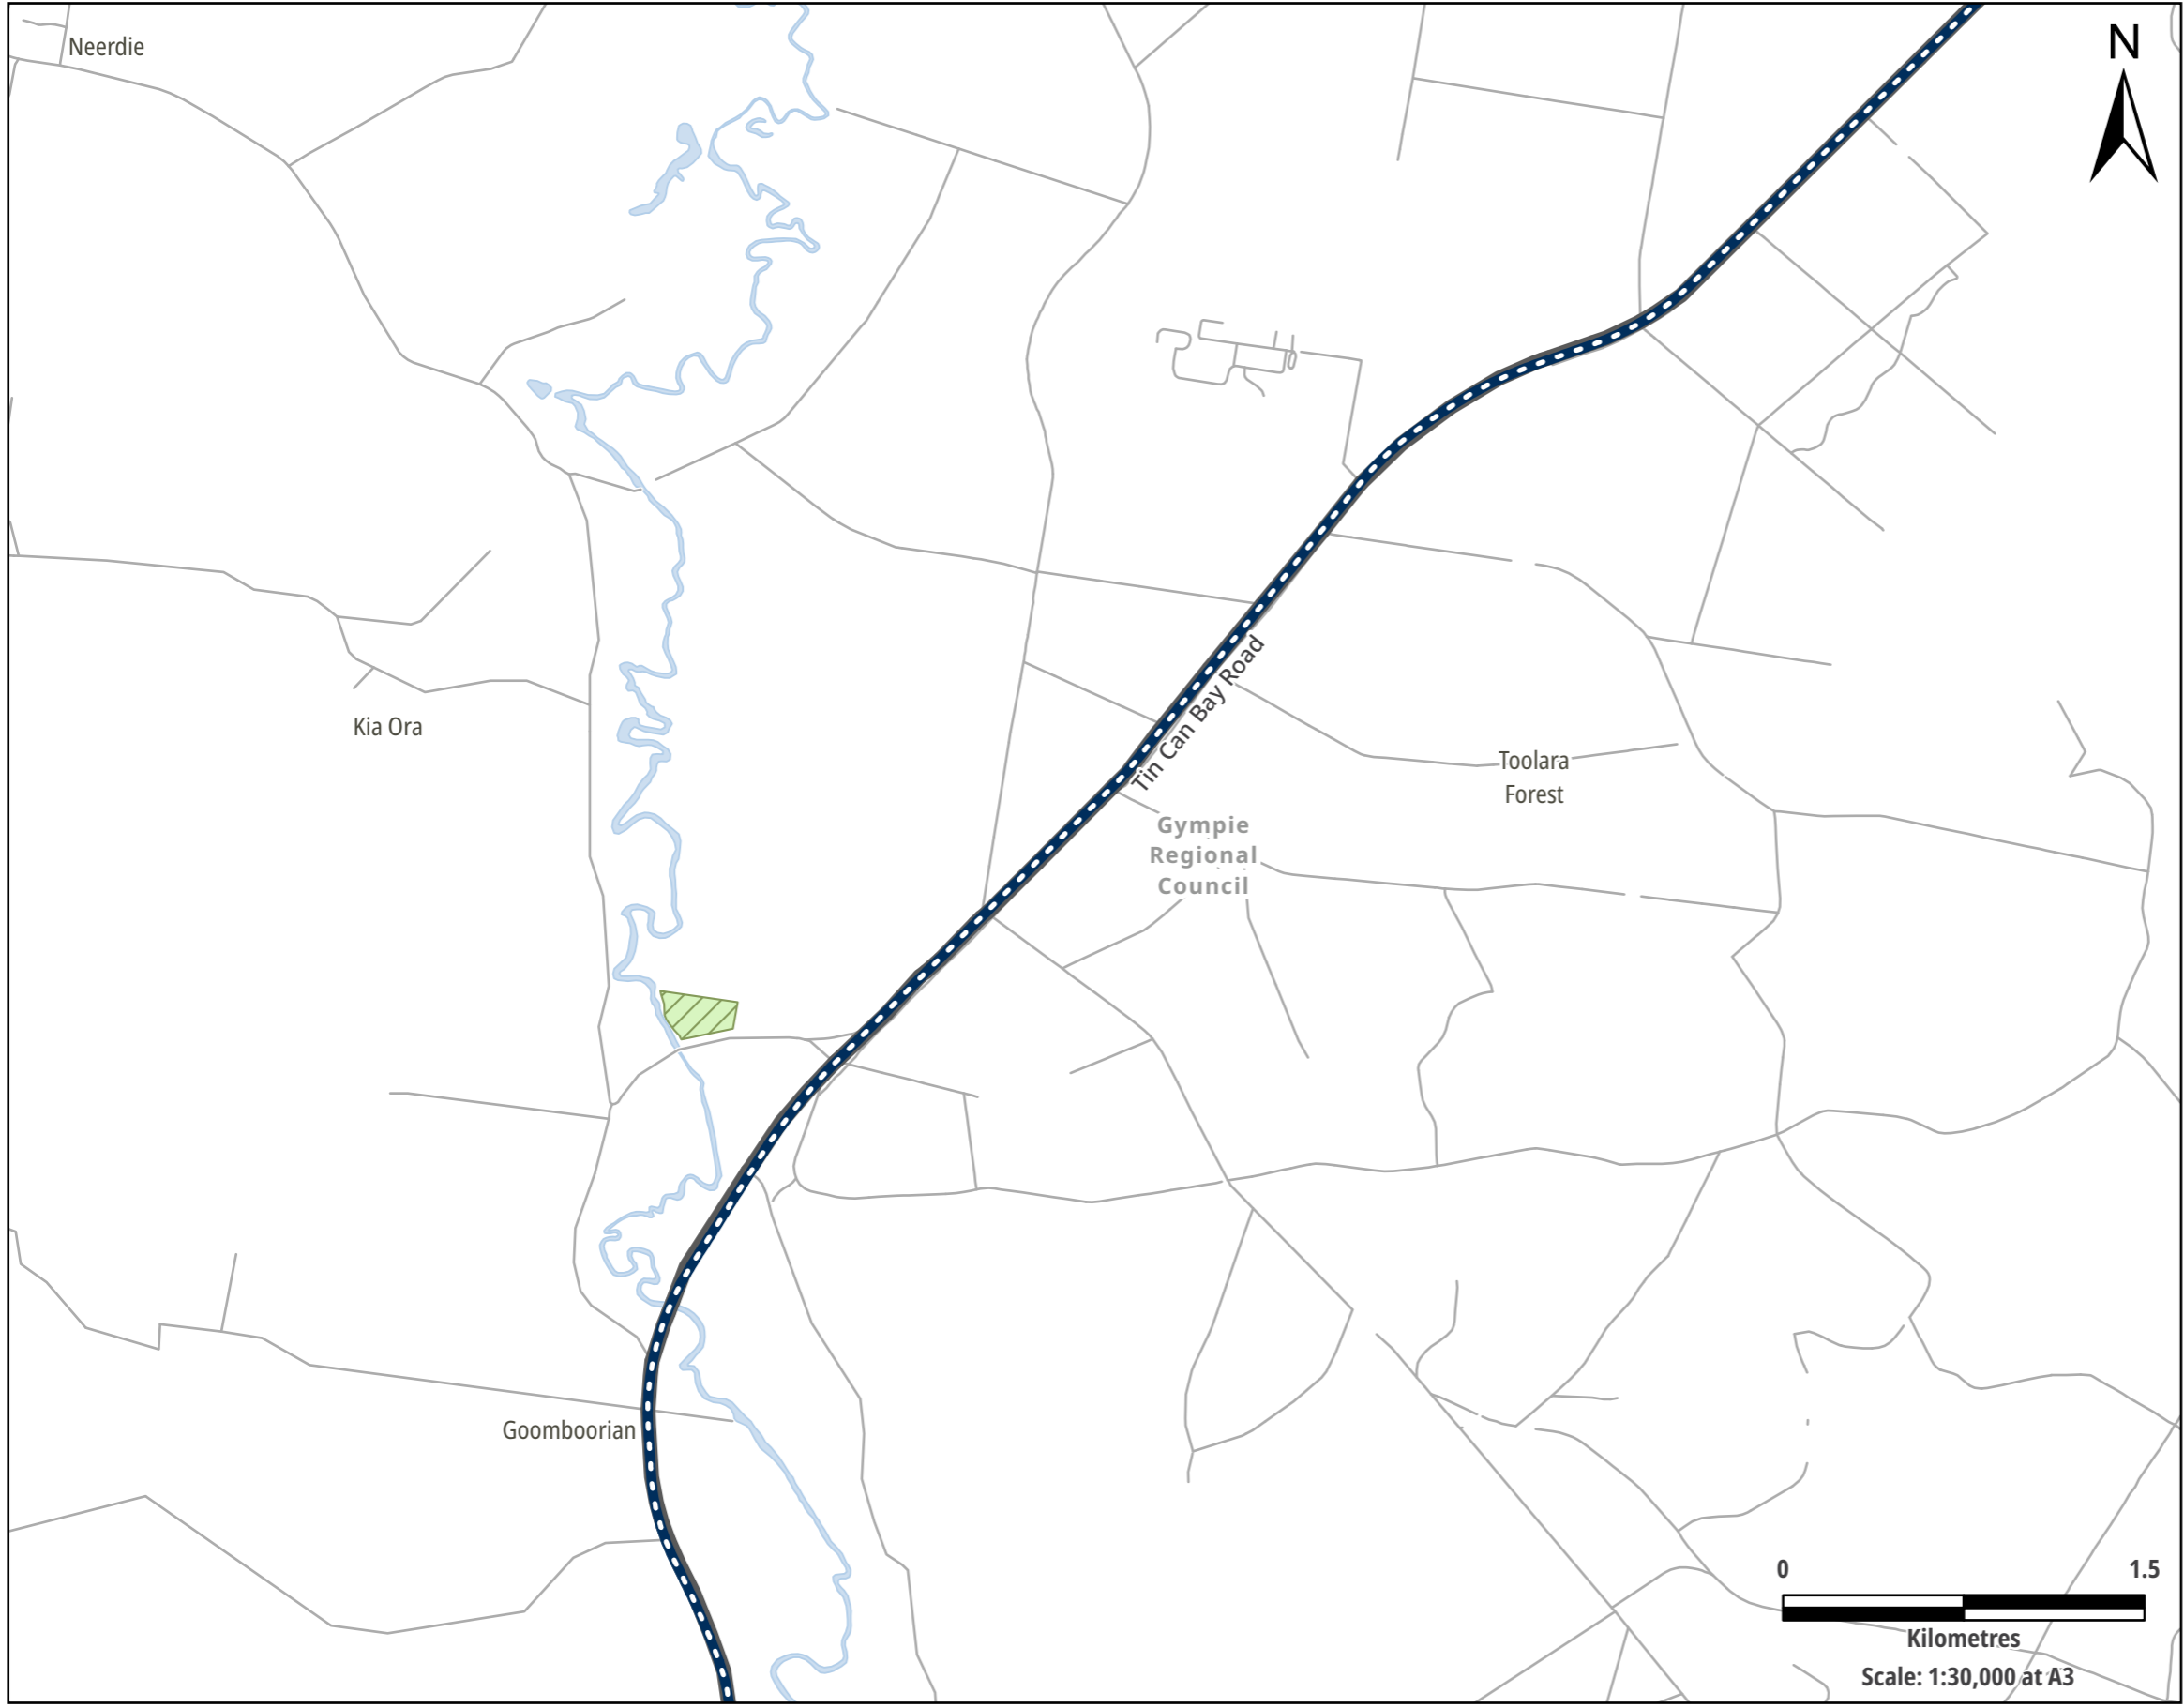 Neerdie
N
Tin Can Bay Road
Kia Ora
Toolara
Forest
Gympie
Regional
Council
Goomboorian
0 1.5
Kilometres
Scale: 1:30,000 at A3